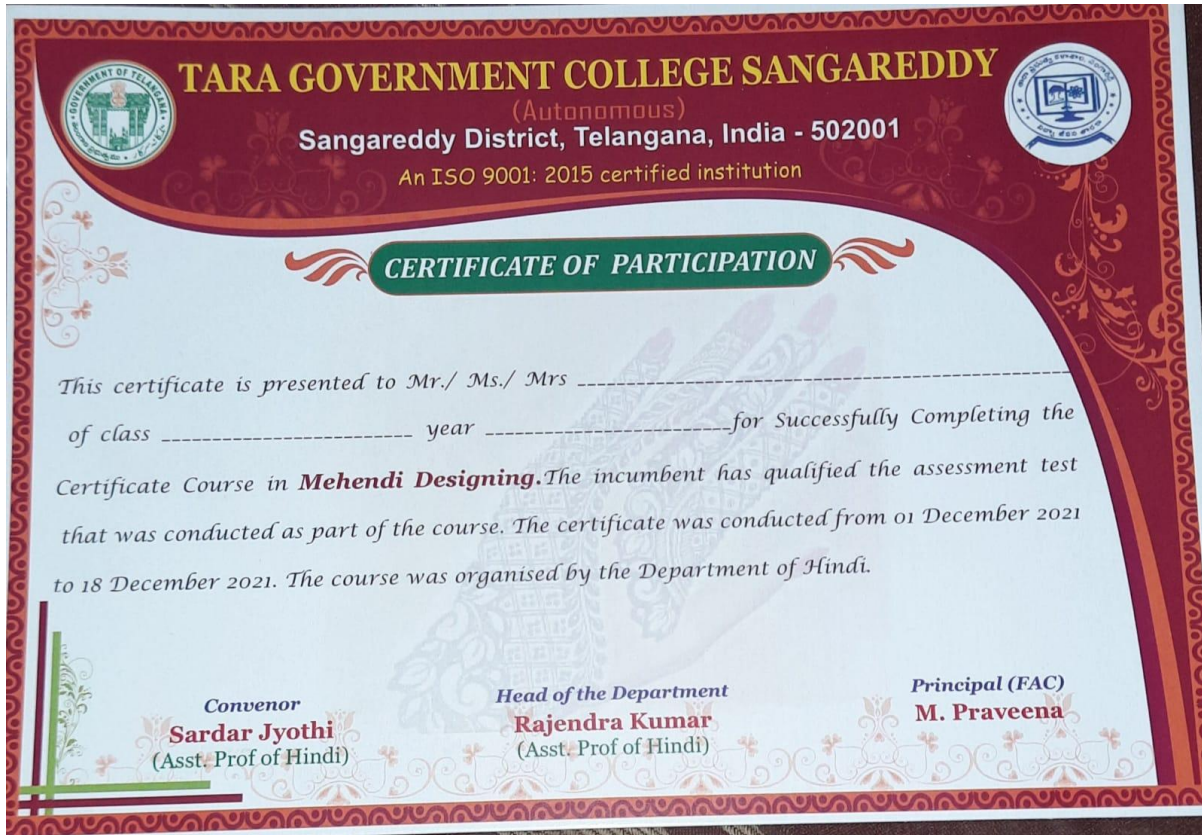 TARA GOVERNMENT COLLEGE SANGAREDDY
(Autonomous)
Sangareddy District, Telangana, India - 502001
An ISO 9001: 2015 certified institution
GOVERNMENT OF TELANGANA
CERTIFICATE OF PARTICIPATION
This certificate is presented to Mr./ Ms./ Mrs
of class year for Successfully Completing the
Certificate Course in Mehendi Designing.The incumbent has qualified the assessment test
that was conducted as part of the course. The certificate was conducted from 01 December 2021
to 18 December 2021. The course was organised by the Department of Hindi.
Convenor
Sardar Jyothi
(Asst. Prof of Hindi)
Head of the Department
Rajendra Kumar
(Asst. Prof of Hindi)
Principal (FAC)
M. Praveena